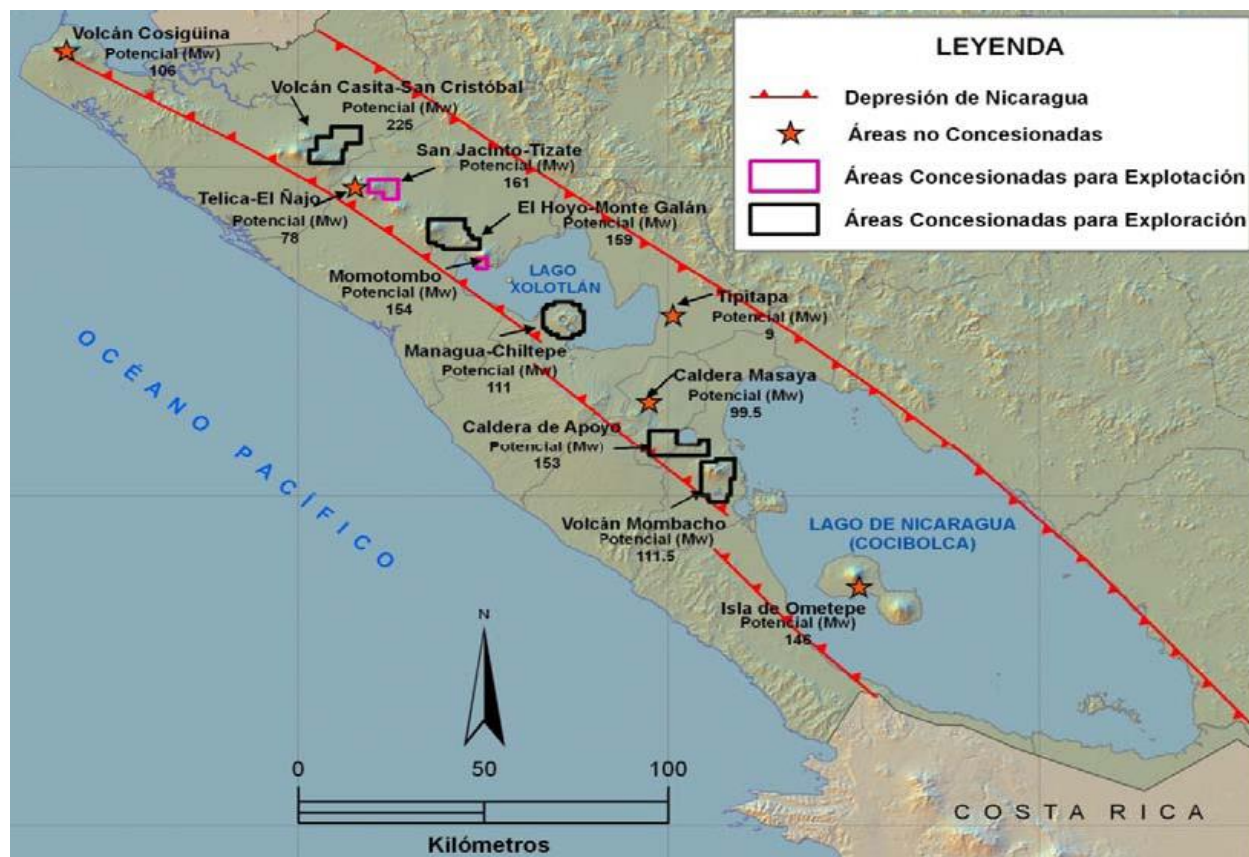 Volcán Cosigüina
Potencial (Mw)
106
Volcán Casita-San Cristóbal
Potencial (Mw)
225
San Jacinto-Tizate
Potencial (Mw)
161
Telica-El Ñajo
Potencial (Mw)
78
El Hoyo-Monte Galán
Potencial (Mw)
159
Momotombo
Potencial (Mw)
154
LAGO
XOLOTLÁN
Tipitapa
Potencial (Mw)
9
Managua-Chiltepe
Potencial (Mw)
111
Caldera Masaya
Potencial (Mw)
99.5
Caldera de Apoyo
Potencial (Mw)
153
Volcán Mombacho
Potencial (Mw)
111.5
LAGO DE NICARAGUA
(COCIBOLCA)
Isla de Ometepe
Potencial (Mw)
146
OCÉANO PACÍFICO
COSTA RICA
LEYENDA
Depresión de Nicaragua
Áreas no Concesionadas
Áreas Concesionadas para Explotación
Áreas Concesionadas para Exploración
N
0 50 100
Kilómetros